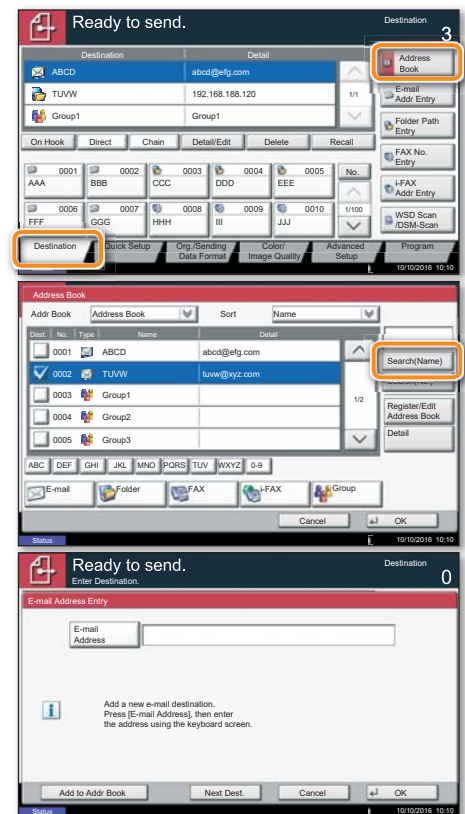 Ready to send.
Destination
3
Destination Detail
Address
Book
ABCD abcd@efg.com
TUVW 192.168.188.120
1/1
E-mail
Addr Entry
Group1 Group1
Folder Path
Entry
On Hook Direct Chain Detail/Edit Delete Recall
FAX No.
Entry
0001 0002 0003 0004 0005 No.
AAA BBB CCC DDD EEE
i-FAX
Addr Entry
0006 0007 0008 0009 0010 1/100
FFF GGG HHH III JJJ
WSD Scan
/DSM-Scan
Destination Quick Setup Org./Sending
Data Format Color/
Image Quality Advanced
Setup Program
10/10/2016 10:10
Address Book
Addr Book Address Book Sort Name
Dest. No. Type Name Detail
0001 ABCD abcd@efg.com
Search(Name)
0002 TUVW tuvw@xyz.com
Search(No.)
0003 Group1
1/2
Register/Edit
Address Book
0004 Group2
Detail
0005 Group3
ABC DEF GHI JKL MNO PQRS TUV WXYZ 0-9
E-mail Folder FAX i-FAX Group
Cancel OK
Status 10/10/2016 10:10
Ready to send.
Enter Destination.
Destination
0
E-mail Address Entry
E-mail
Address
Add a new e-mail destination.
Press [E-mail Address], then enter
the address using the keyboard screen.
Add to Addr Book Next Dest. Cancel OK
Status 10/10/2016 10:10